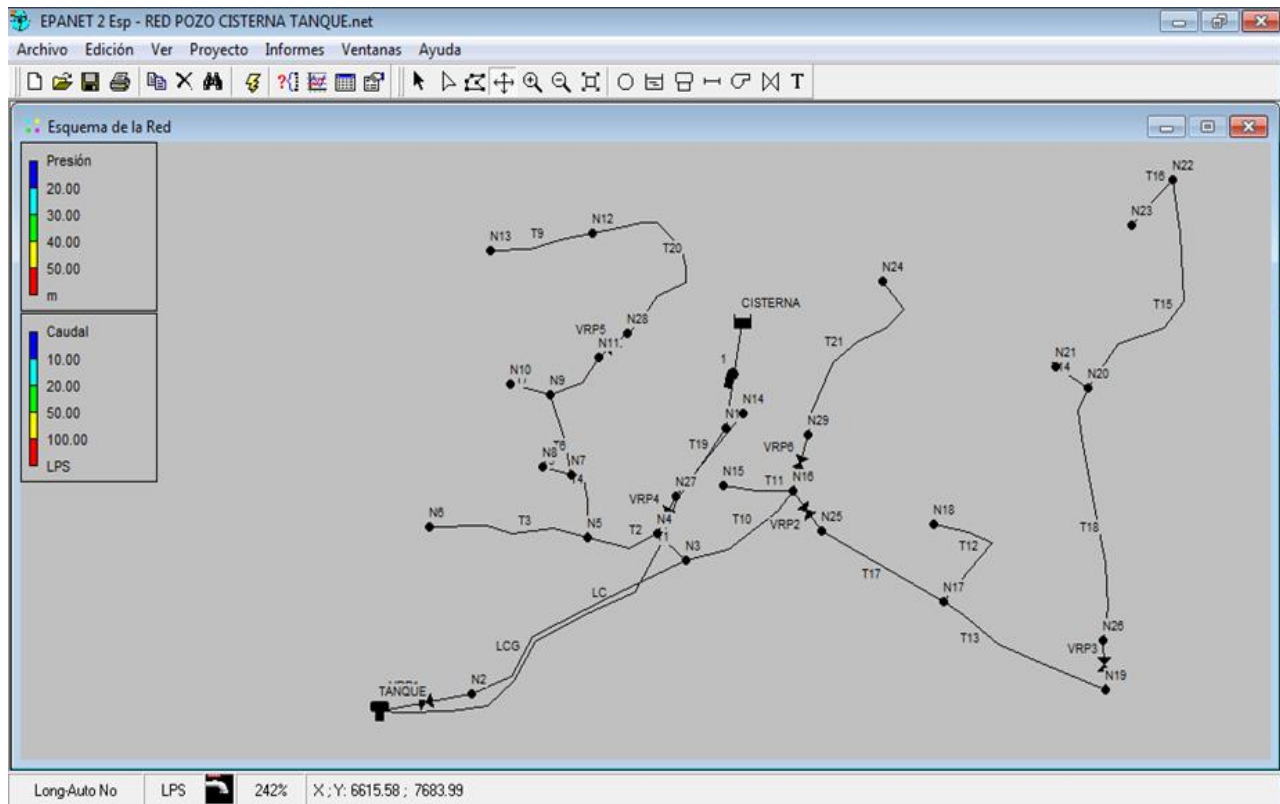 EPANET 2 Esp - RED POZO CISTERNA TANQUE.net
Archivo Edición Ver Proyecto Informes Ventanas Ayuda
T
Esquema de la Red
Presión
20.00
30.00
40.00
50.00
m
Caudal
10.00
20.00
50.00
100.00
LPS
N22
T16
N23
N13
T9
N12
T20
N24
CISTERNA
T15
N28
VRP5
N11
T21
N21
14
N20
1
N10
N9
N14
N1
N29
T19
T6
VRP6
N8
N7
T4
N15
T11
N16
N27
VRP4
N6
T3
N5
T2
N4
T1
T10
VRP2
N25
N18
T12
T18
N3
T17
LC
N17
N26
LCG
T13
VRP3
N2
N19
TANQUE
Long-Auto No
LPS
242%
X ; Y: 6615.58 ; 7683.99